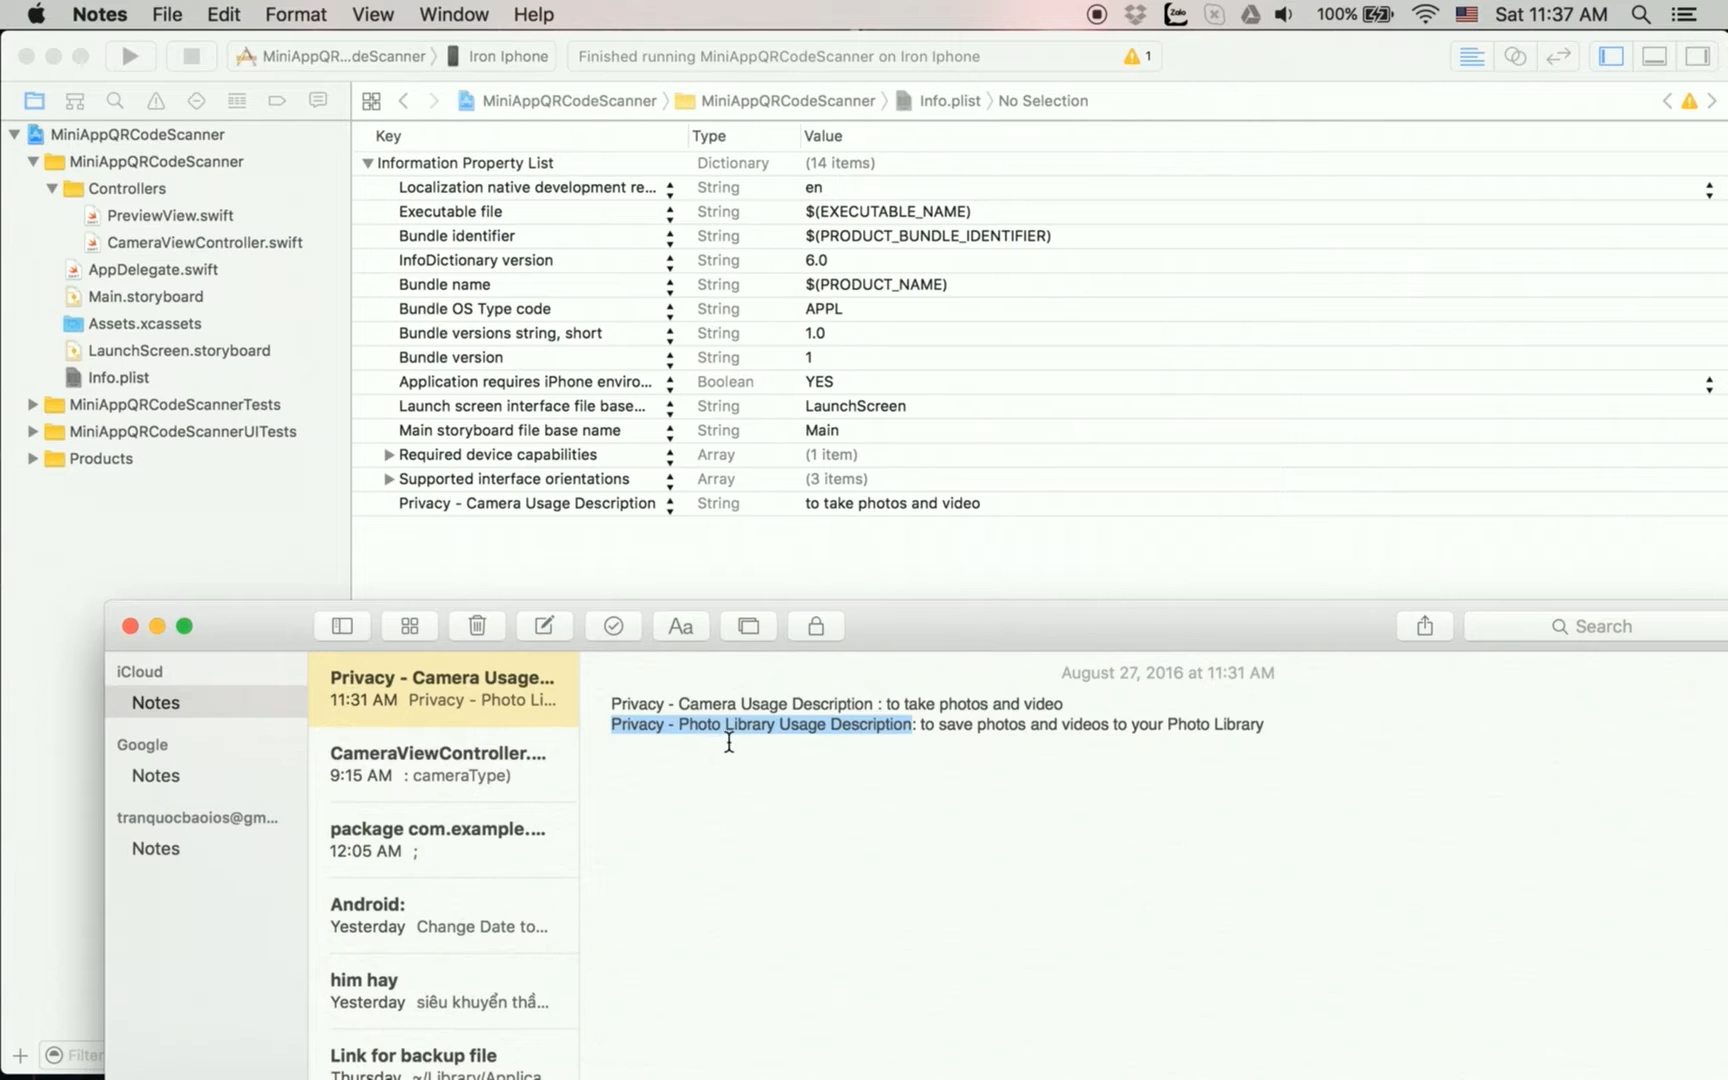 Notes File Edit Format View Window Help
Zalo 100% Sat 11:37 AM
MiniAppQR...deScanner Iron Iphone Finished running MiniAppQRCodeScanner on Iron Iphone 1
MiniAppQRCodeScanner MiniAppQRCodeScanner Info.plist No Selection
MiniAppQRCodeScanner
MiniAppQRCodeScanner
Controllers
PreviewView.swift
CameraViewController.swift
AppDelegate.swift
Main.storyboard
Assets.xcassets
LaunchScreen.storyboard
Info.plist
MiniAppQRCodeScannerTests
MiniAppQRCodeScannerUITests
Products
Key Type Value
Information Property List Dictionary (14 items)
Localization native development re... String en
Executable file String $(EXECUTABLE_NAME)
Bundle identifier String $(PRODUCT_BUNDLE_IDENTIFIER)
InfoDictionary version String 6.0
Bundle name String $(PRODUCT_NAME)
Bundle OS Type code String APPL
Bundle versions string, short String 1.0
Bundle version String 1
Application requires iPhone enviro... Boolean YES
Launch screen interface file base... String LaunchScreen
Main storyboard file base name String Main
Required device capabilities Array (1 item)
Supported interface orientations Array (3 items)
Privacy - Camera Usage Description String to take photos and video
Filter
Aa Search
iCloud
Notes
Google
Notes
tranquocbaoios@gm...
Notes
Privacy - Camera Usage...
11:31 AM Privacy - Photo Li...
CameraViewController....
9:15 AM : cameraType)
package com.example....
12:05 AM ;
Android:
Yesterday Change Date to...
him hay
Yesterday siêu khuyển thầ...
Link for backup file
Thursday ~/Library/Applica...
August 27, 2016 at 11:31 AM
Privacy - Camera Usage Description : to take photos and video
Privacy - Photo Library Usage Description: to save photos and videos to your Photo Library